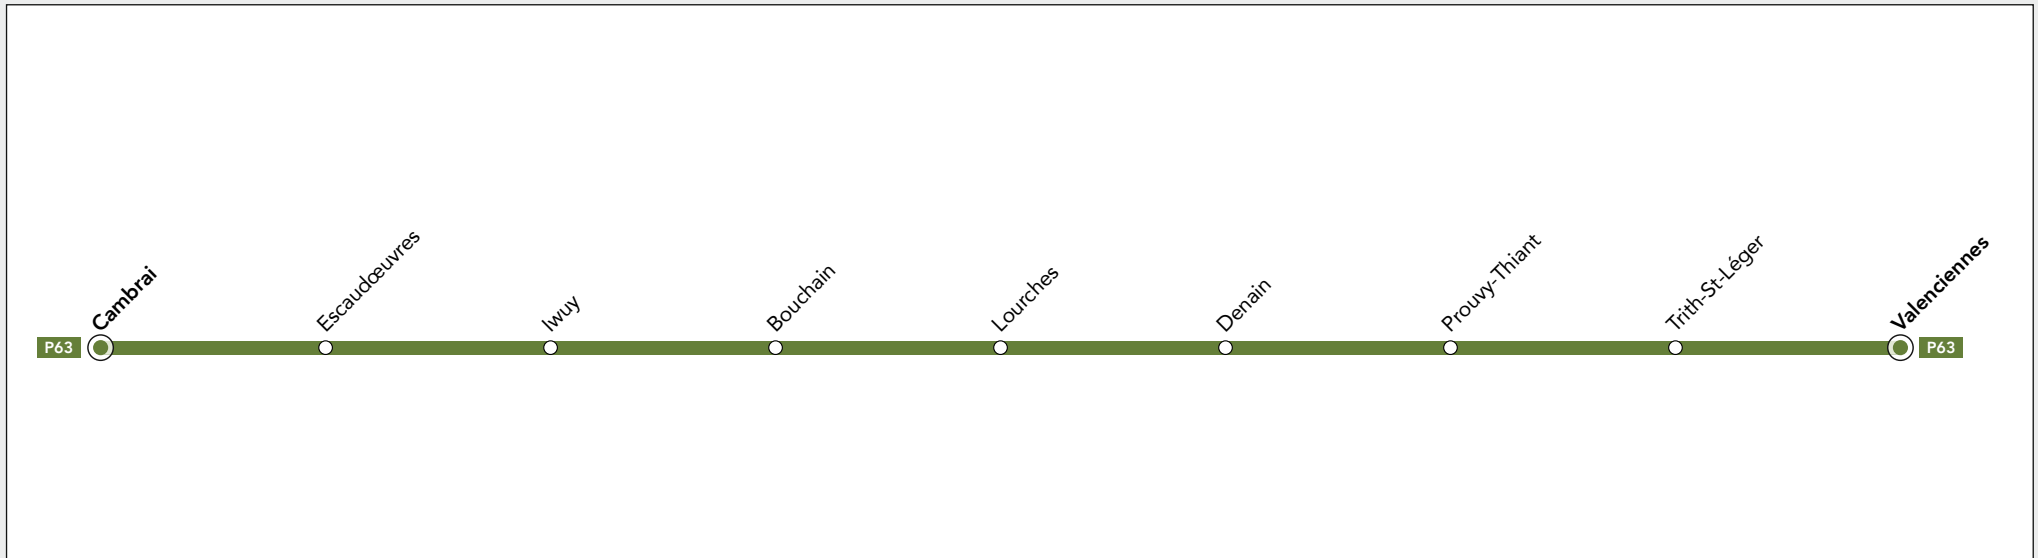 P63
Cambrai
Escaudœuvres
Iwuy
Bouchain
Lourches
Denain
Prouvy-Thiant
Trith-St-Léger
Valenciennes
P63